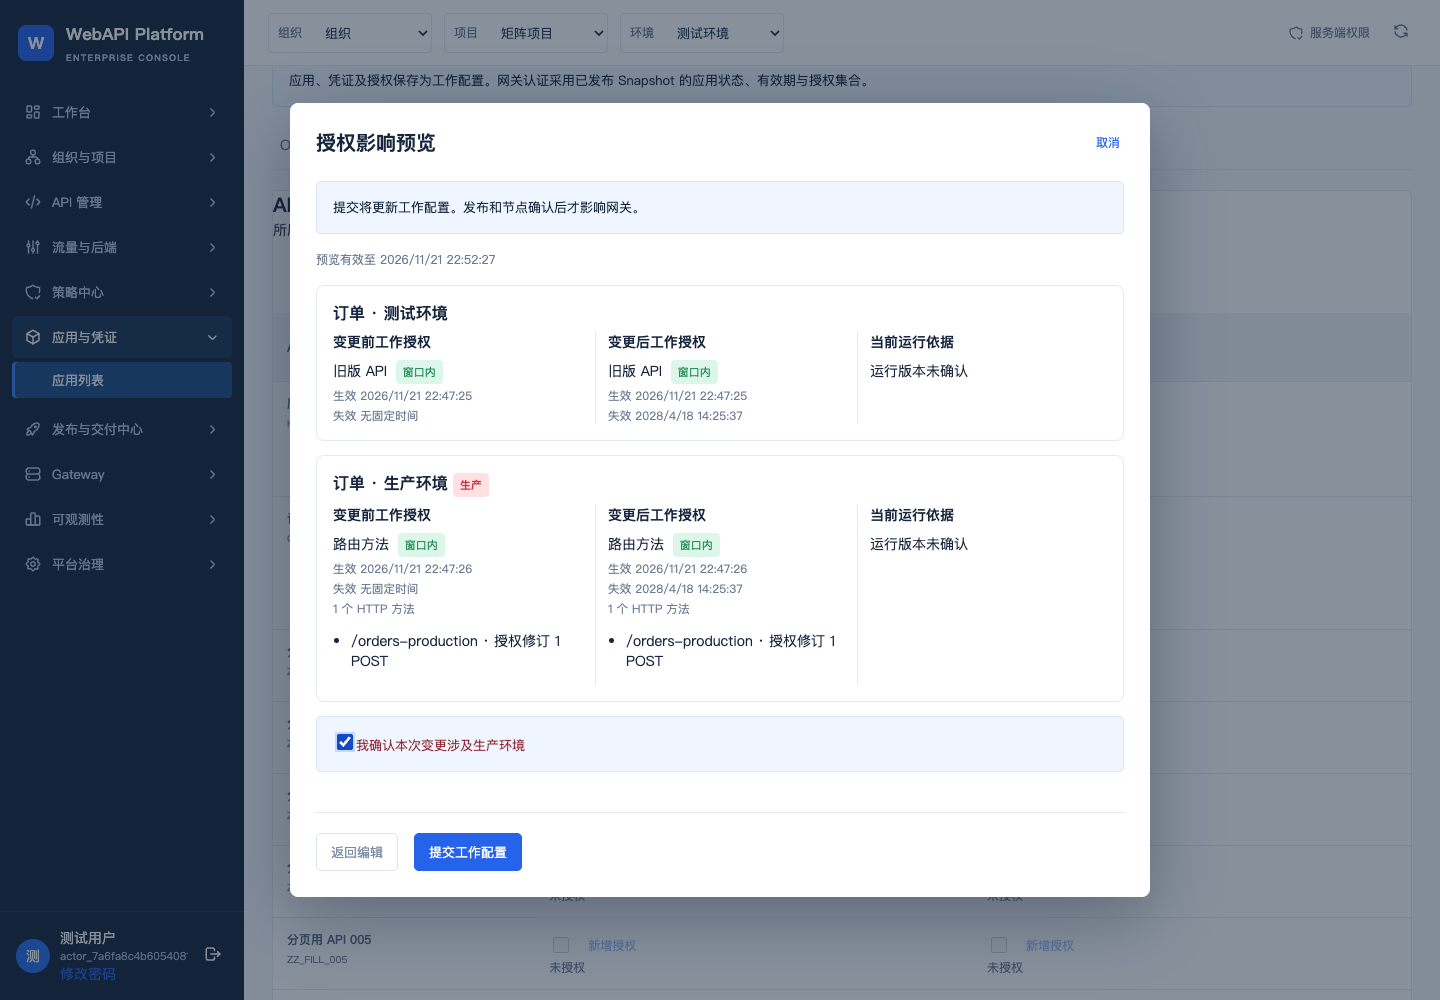 W
WebAPI Platform
ENTERPRISE CONSOLE
工作台
组织与项目
API 管理
流量与后端
策略中心
应用与凭证
应用列表
发布与交付中心
Gateway
可观测性
平台治理
测
测试用户
actor_7a6fa8c4b605408
修改密码
组织 组织
项目 矩阵项目
环境 测试环境
服务端权限
应用、凭证及授权保存为工作配置。网关认证采用已发布 Snapshot 的应用状态、有效期与授权集合。
授权影响预览
取消
提交将更新工作配置。发布和节点确认后才影响网关。
预览有效至 2026/11/21 22:52:27
订单 · 测试环境
变更前工作授权
旧版 API 窗口内
生效 2026/11/21 22:47:25
失效 无固定时间
变更后工作授权
旧版 API 窗口内
生效 2026/11/21 22:47:25
失效 2028/4/18 14:25:37
当前运行依据
运行版本未确认
订单 · 生产环境 生产
变更前工作授权
路由方法 窗口内
生效 2026/11/21 22:47:26
失效 无固定时间
1 个 HTTP 方法
/orders-production · 授权修订 1
POST
变更后工作授权
路由方法 窗口内
生效 2026/11/21 22:47:26
失效 2028/4/18 14:25:37
1 个 HTTP 方法
/orders-production · 授权修订 1
POST
当前运行依据
运行版本未确认
我确认本次变更涉及生产环境
返回编辑
提交工作配置
分页用 API 005
ZZ_FILL_005
新增授权
未授权
新增授权
未授权